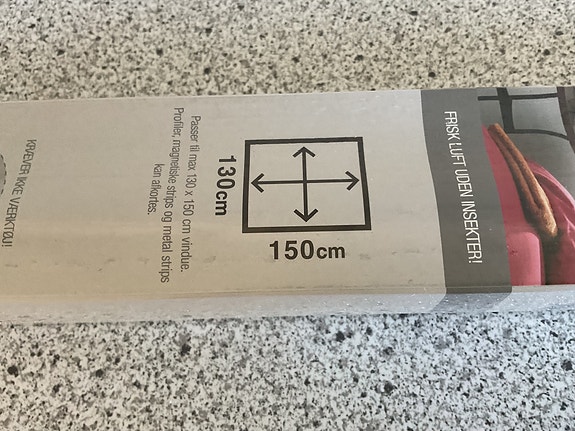 FRISK LUFT UDEN INSEKTER!
130cm
150cm
Passer til max 130 x 150 cm vindue.
Profiler, magnetiske strips og metal strips
kan afkortes.
KRÆVER IKKE VÆRKTØJ!